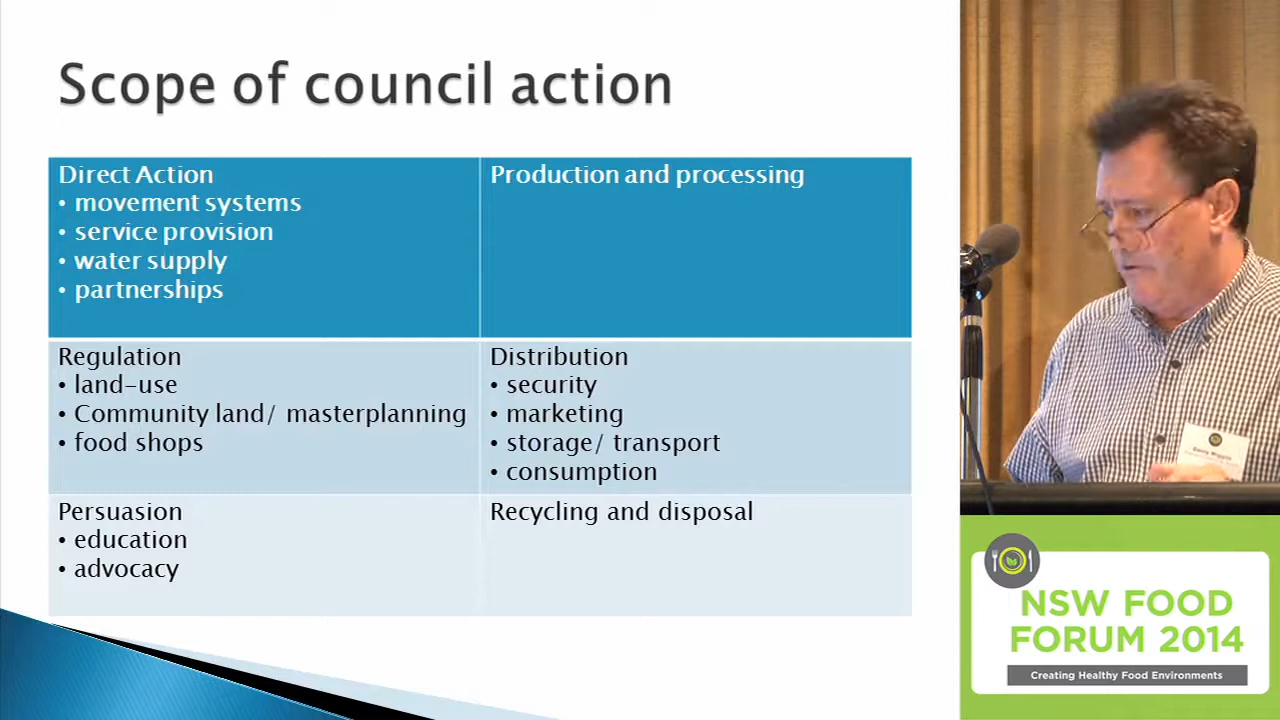 Scope of council action
Direct Action
• movement systems
• service provision
• water supply
• partnerships
Production and processing
Regulation
• land-use
• Community land/ masterplanning
• food shops
Distribution
• security
• marketing
• storage/ transport
• consumption
Persuasion
• education
• advocacy
Recycling and disposal
NSW FOOD
FORUM 2014
Creating Healthy Food Environments